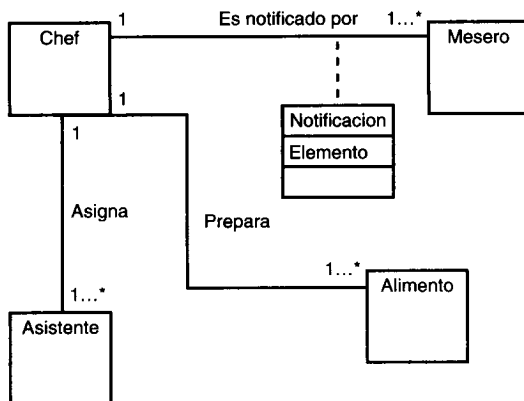 1
Es notificado por
1...*
Chef
Mesero
1
Notificacion
1
Elemento
Asigna
Prepara
1...*
1...*
Alimento
Asistente